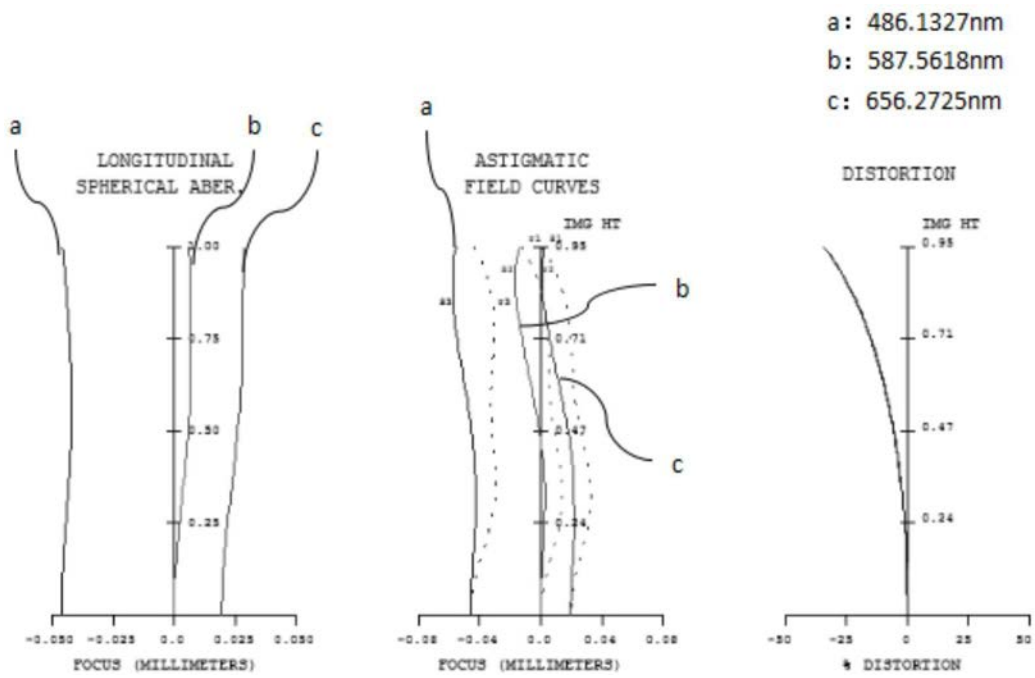 a: 486.1327nm
b: 587.5618nm
c: 656.2725nm
a
b
c
LONGITUDINAL
SPHERICAL ABER.
1.00
0.75
0.50
0.25
-0.050
-0.025
0.0
0.025
0.050
FOCUS (MILLIMETERS)
a
ASTIGMATIC
FIELD CURVES
IMG HT
0.95
b
0.71
0.47
c
0.24
-0.08
-0.04
0.0
0.04
0.08
FOCUS (MILLIMETERS)
DISTORTION
IMG HT
0.95
0.71
0.47
0.24
-50
-25
0
25
50
% DISTORTION